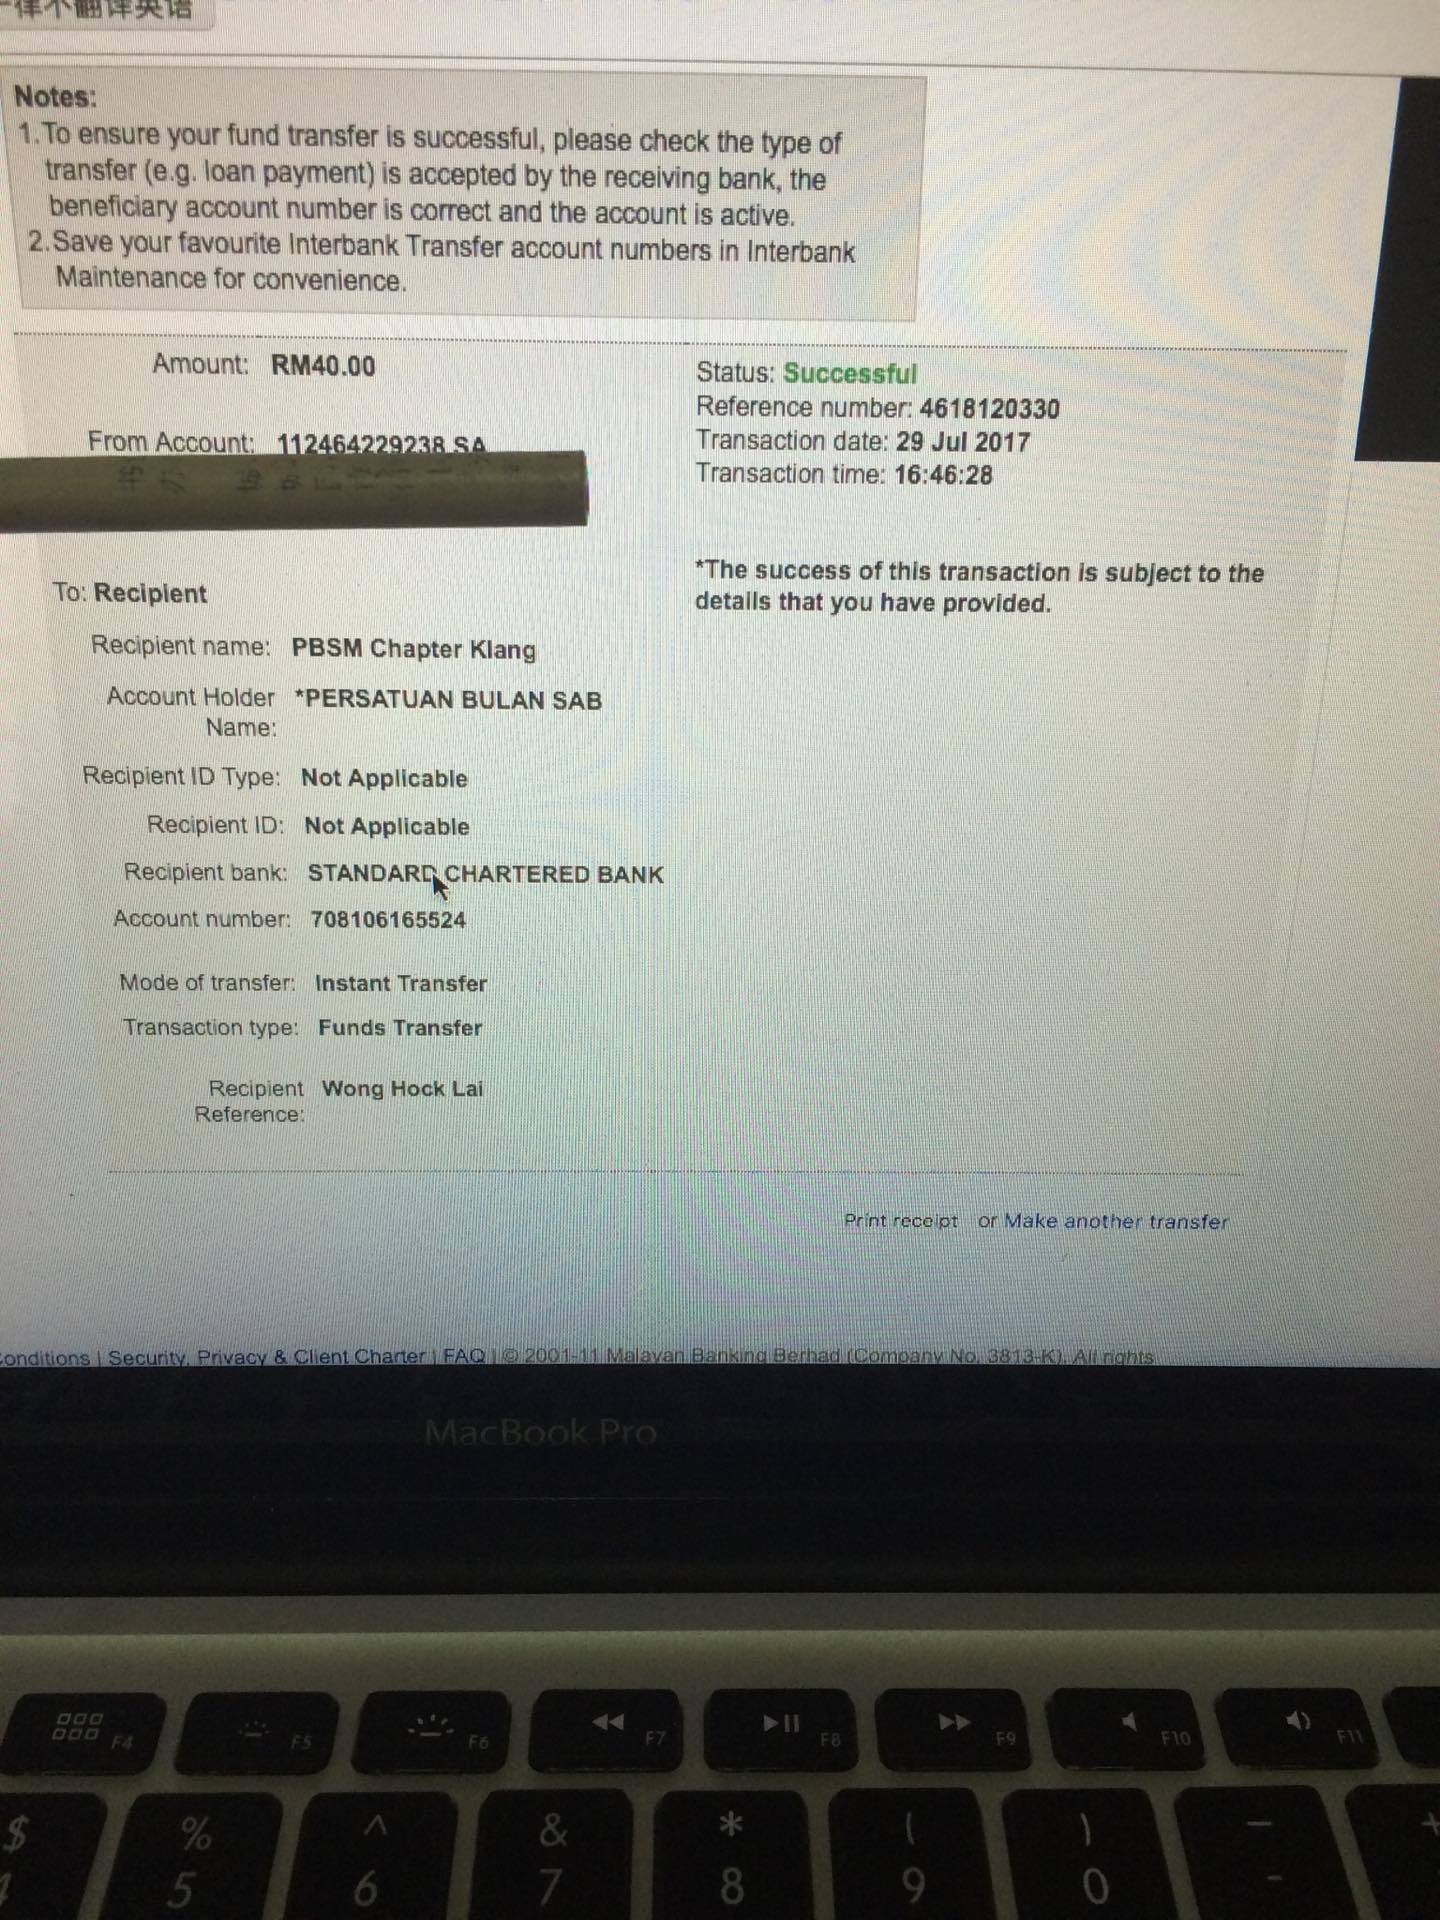 律不翻译英语
Notes:
1. To ensure your fund transfer is successful, please check the type of
transfer (e.g. loan payment) is accepted by the receiving bank, the
beneficiary account number is correct and the account is active.
2. Save your favourite Interbank Transfer account numbers in Interbank
Maintenance for convenience.
Amount: RM40.00
From Account: 112464229238 SA
Status: Successful
Reference number: 4618120330
Transaction date: 29 Jul 2017
Transaction time: 16:46:28
*The success of this transaction is subject to the
details that you have provided.
To: Recipient
Recipient name: PBSM Chapter Klang
Account Holder Name: *PERSATUAN BULAN SAB
Recipient ID Type: Not Applicable
Recipient ID: Not Applicable
Recipient bank: STANDARD CHARTERED BANK
Account number: 708106165524
Mode of transfer: Instant Transfer
Transaction type: Funds Transfer
Recipient Reference: Wong Hock Lai
Print receipt or Make another transfer
onditions | Security, Privacy & Client Charter | FAQ | © 2001-11 Malayan Banking Berhad (Company No. 3813-K). All rights
MacBook Pro
F4 F5 F6 F7 F8 F9 F10 F11
$ % ^ & * ( ) — +
4 5 6 7 8 9 0 -